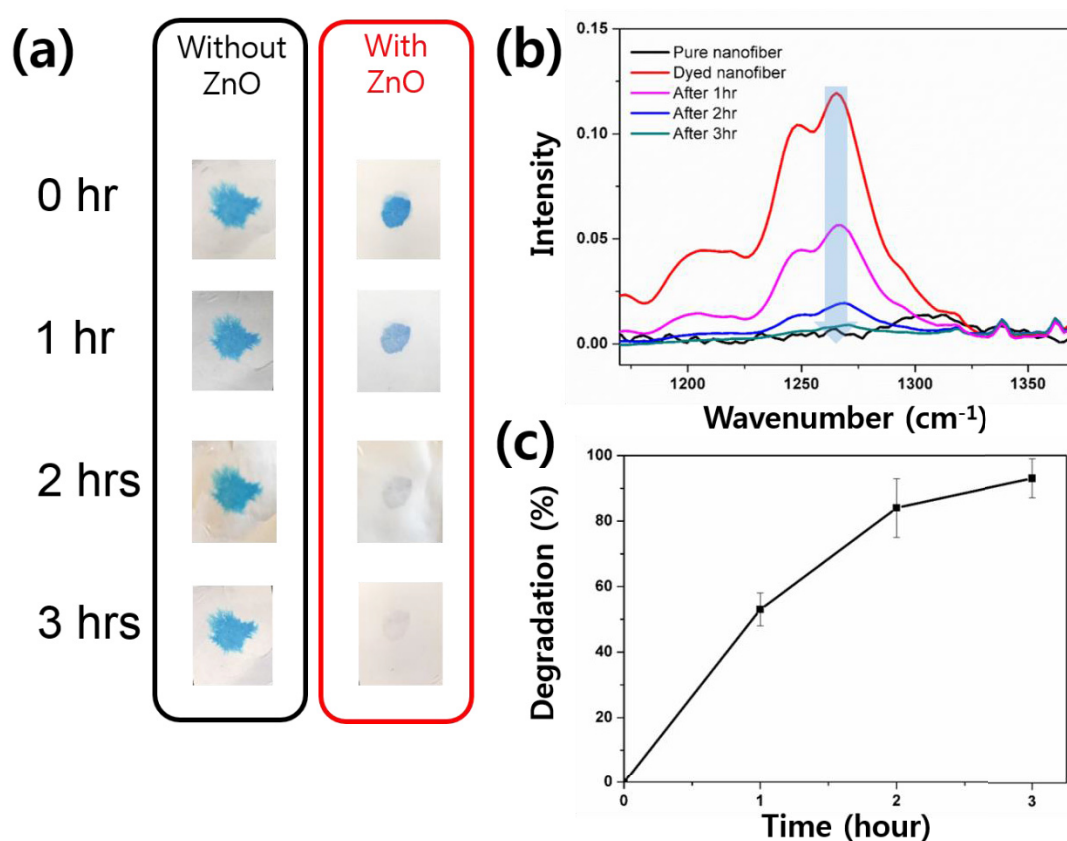 (a)
Without
ZnO
With
ZnO
0 hr
1 hr
2 hrs
3 hrs
(b)
0.15
0.10
0.05
0.00
Intensity
Pure nanofiber
Dyed nanofiber
After 1hr
After 2hr
After 3hr
1200
1250
1300
1350
Wavenumber (cm⁻¹)
(c)
100
80
60
40
20
0
Degradation (%)
0
1
2
3
Time (hour)